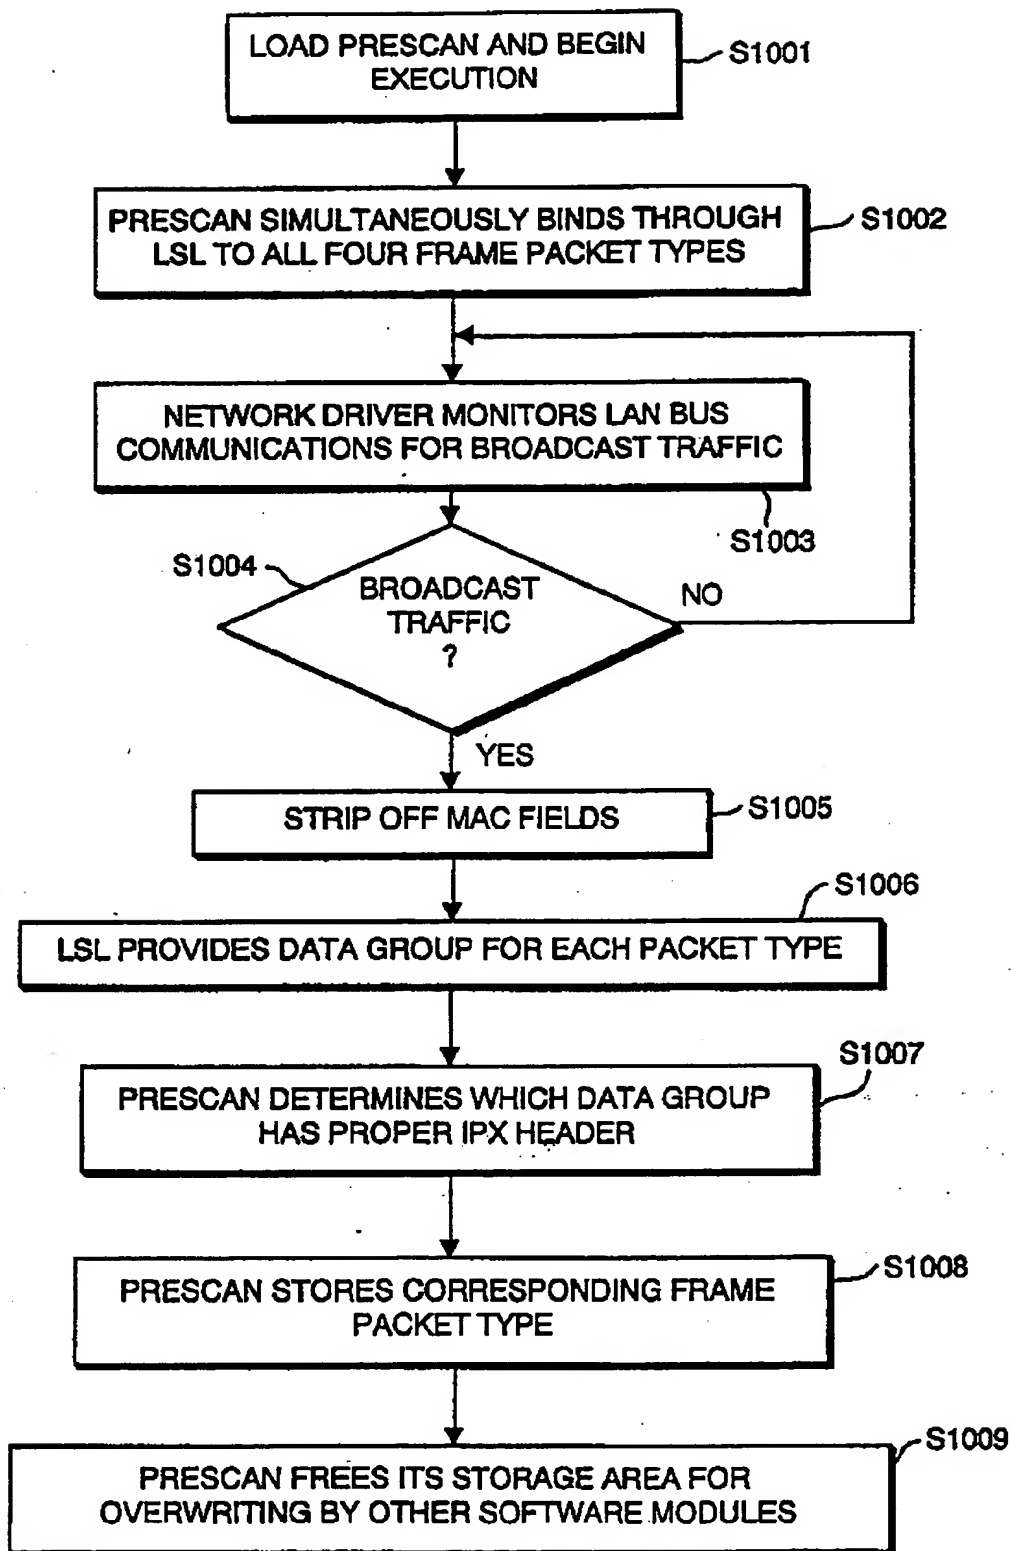 LOAD PRESCAN AND BEGIN
EXECUTION
S1001
PRESCAN SIMULTANEOUSLY BINDS THROUGH
LSL TO ALL FOUR FRAME PACKET TYPES
S1002
NETWORK DRIVER MONITORS LAN BUS
COMMUNICATIONS FOR BROADCAST TRAFFIC
S1003
S1004
BROADCAST
TRAFFIC
?
NO
YES
STRIP OFF MAC FIELDS
S1005
S1006
LSL PROVIDES DATA GROUP FOR EACH PACKET TYPE
S1007
PRESCAN DETERMINES WHICH DATA GROUP
HAS PROPER IPX HEADER
S1008
PRESCAN STORES CORRESPONDING FRAME
PACKET TYPE
S1009
PRESCAN FREES ITS STORAGE AREA FOR
OVERWRITING BY OTHER SOFTWARE MODULES